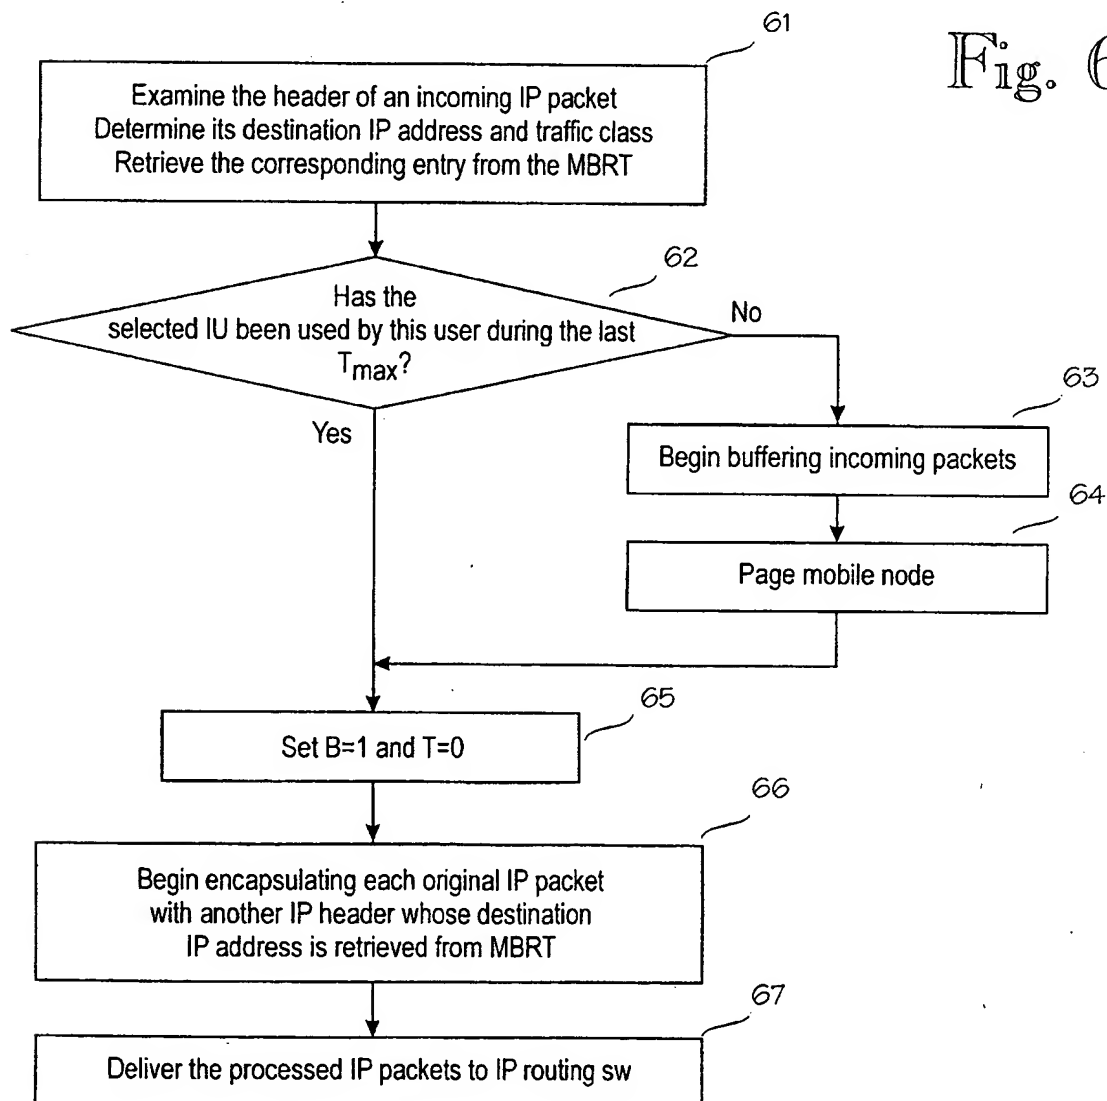 61
Fig. 6
Examine the header of an incoming IP packet
Determine its destination IP address and traffic class
Retrieve the corresponding entry from the MBRT
62
Has the
selected IU been used by this user during the last
Tmax?
No
Yes
63
Begin buffering incoming packets
64
Page mobile node
65
Set B=1 and T=0
66
Begin encapsulating each original IP packet
with another IP header whose destination
IP address is retrieved from MBRT
67
Deliver the processed IP packets to IP routing sw